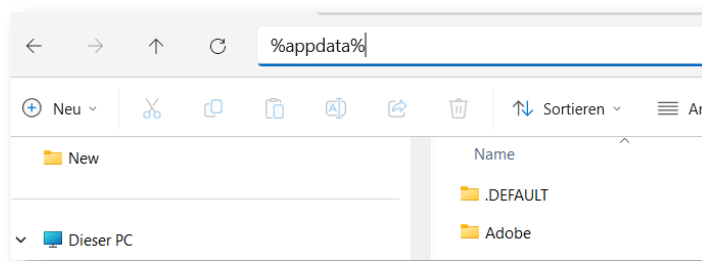 %appdata%
Neu
Sortieren
New
Name
.DEFAULT
Dieser PC
Adobe